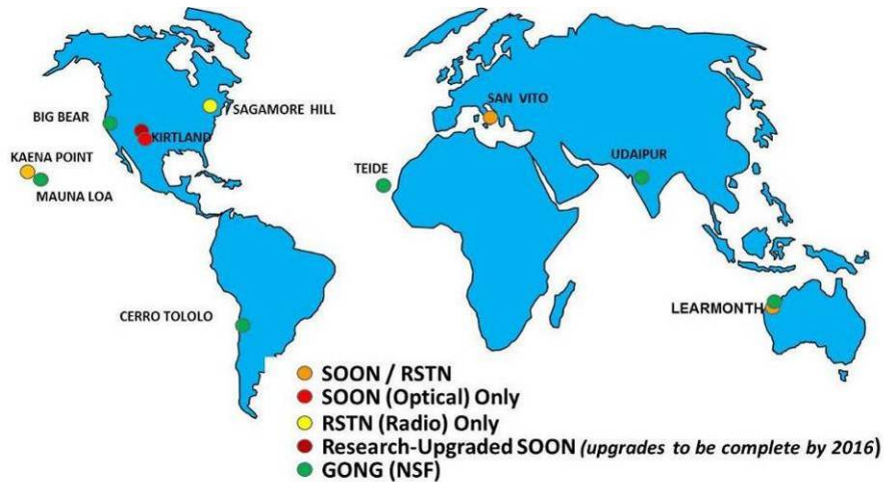 SAN VITO
SAGAMORE HILL
BIG BEAR
KIRTLAND
KAENA POINT
TEIDE
UDAIPUR
MAUNA LOA
LEARMONTH
CERRO TOLOLO
SOON / RSTN
SOON (Optical) Only
RSTN (Radio) Only
Research-Upgraded SOON (upgrades to be complete by 2016)
GONG (NSF)